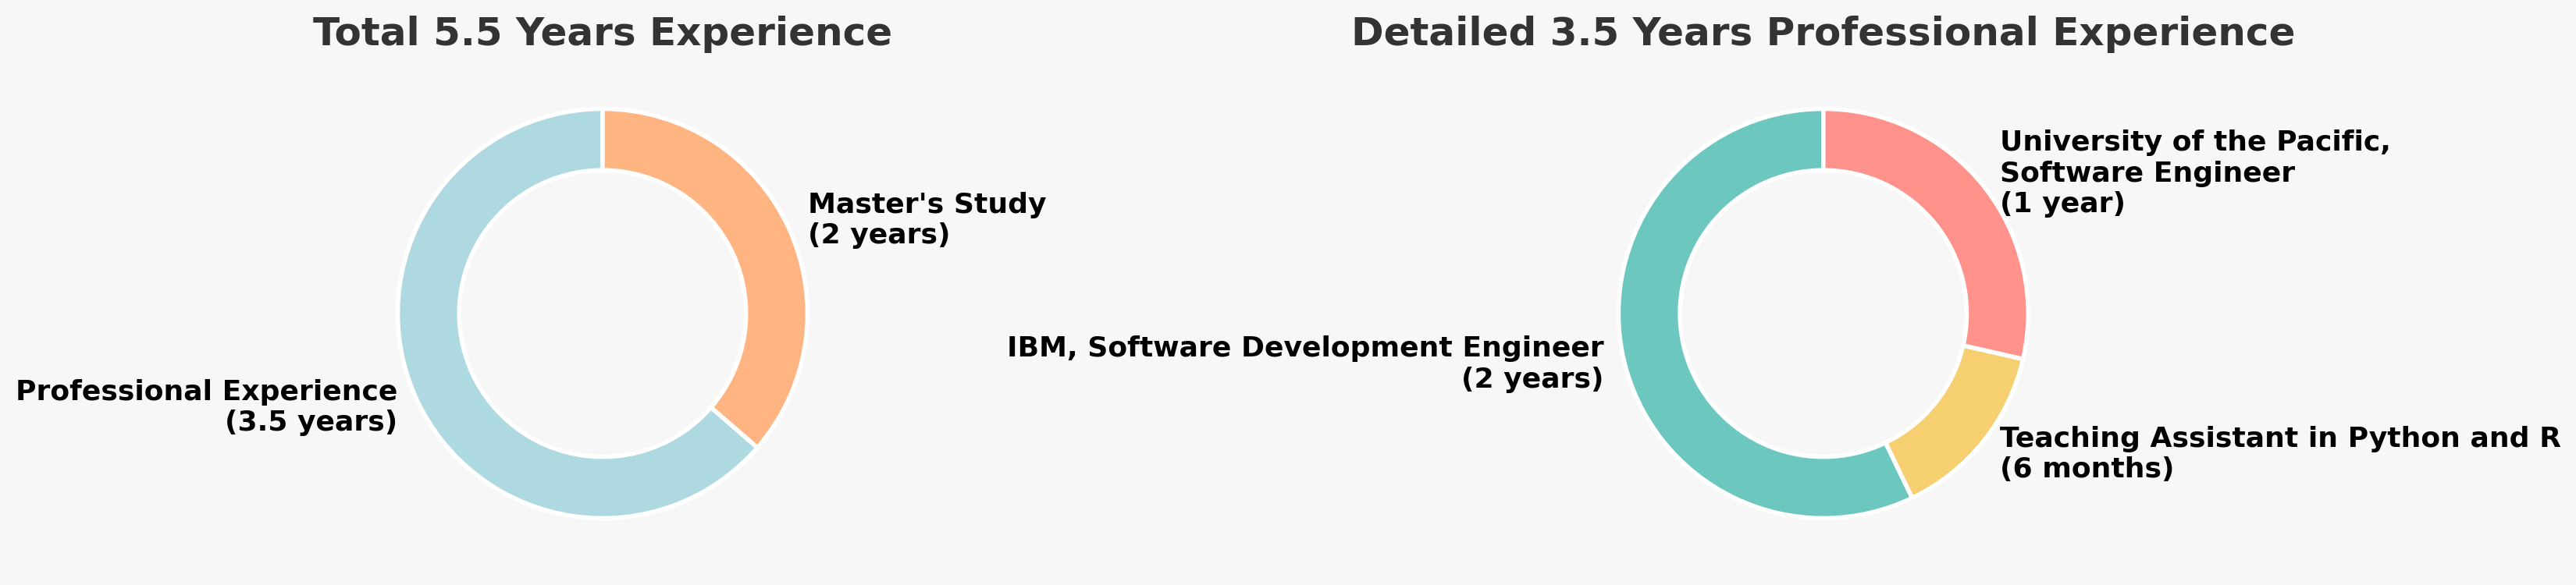 Total 5.5 Years Experience
Master's Study
(2 years)
Professional Experience
(3.5 years)
Detailed 3.5 Years Professional Experience
University of the Pacific,
Software Engineer
(1 year)
IBM, Software Development Engineer
(2 years)
Teaching Assistant in Python and R
(6 months)